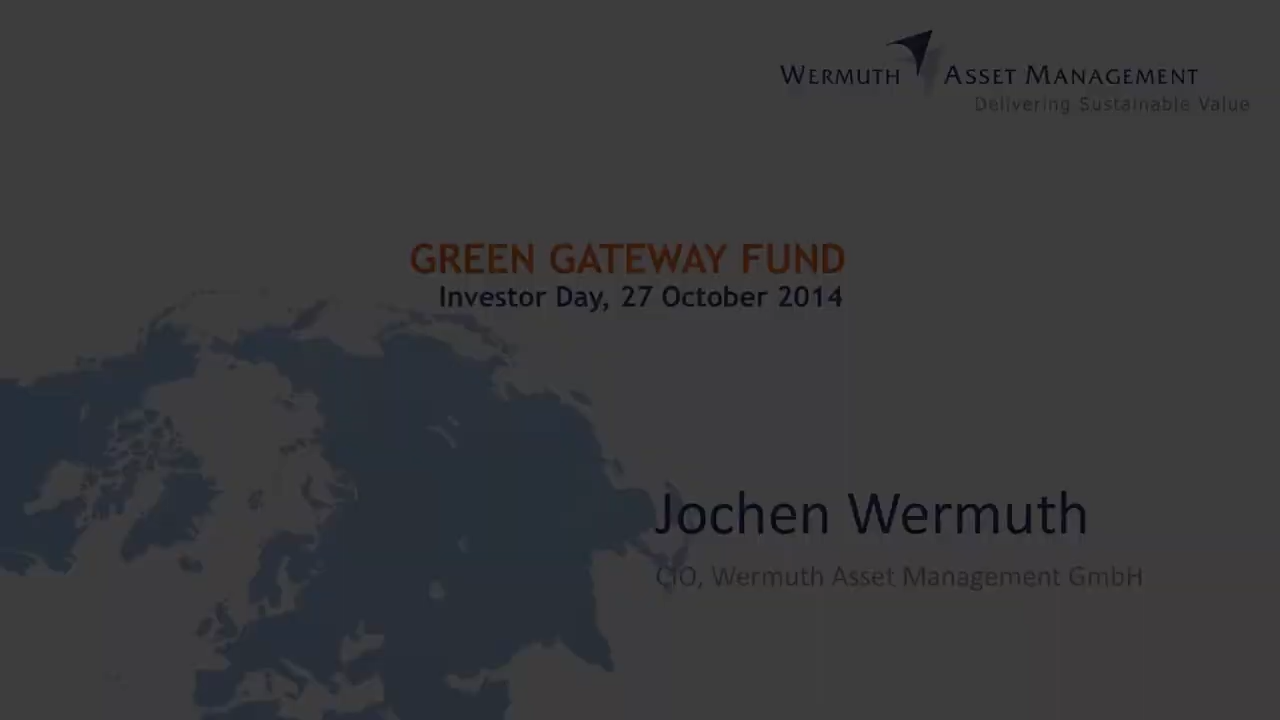 WERMUTH ASSET MANAGEMENT
Delivering Sustainable Value
GREEN GATEWAY FUND
Investor Day, 27 October 2014
Jochen Wermuth
CIO, Wermuth Asset Management GmbH